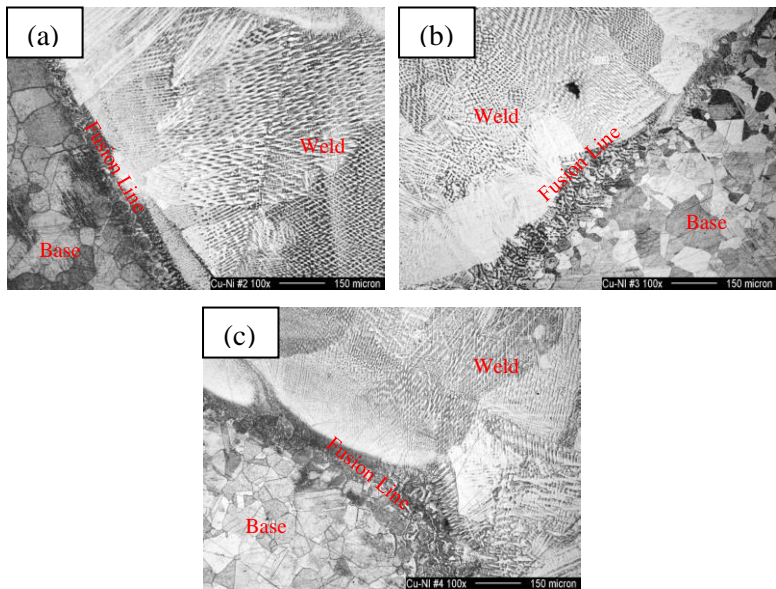 (a)
Weld
Fusion Line
Base
Cu-Ni #2 100x 150 micron
(b)
Weld
Fusion Line
Base
Cu-NI #3 100x 150 micron
(c)
Weld
Fusion Line
Base
Cu-NI #4 100x 150 micron